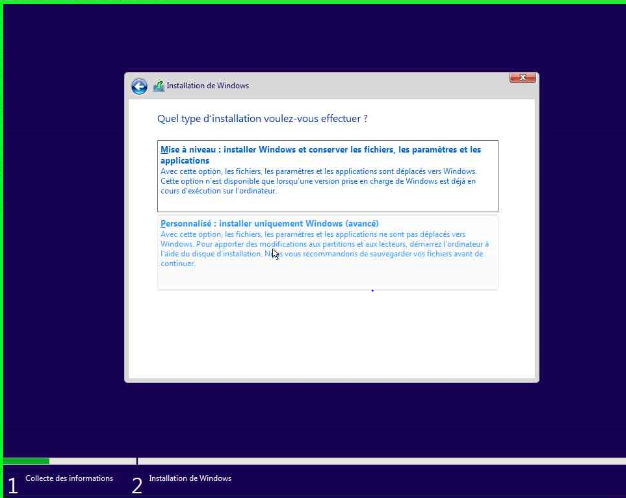 Installation de Windows
Quel type d'installation voulez-vous effectuer ?
Mise à niveau : installer Windows et conserver les fichiers, les paramètres et les
applications
Avec cette option, les fichiers, les paramètres et les applications sont déplacés vers Windows.
Cette option n'est disponible que lorsqu'une version prise en charge de Windows est déjà en
cours d'exécution sur l'ordinateur.
Personnalisé : installer uniquement Windows (avancé)
Avec cette option, les fichiers, les paramètres et les applications ne sont pas déplacés vers
Windows. Pour apporter des modifications aux partitions et aux lecteurs, démarrez l'ordinateur à
l'aide du disque d'installation. Nous vous recommandons de sauvegarder vos fichiers avant de
continuer.
1 Collecte des informations
2 Installation de Windows